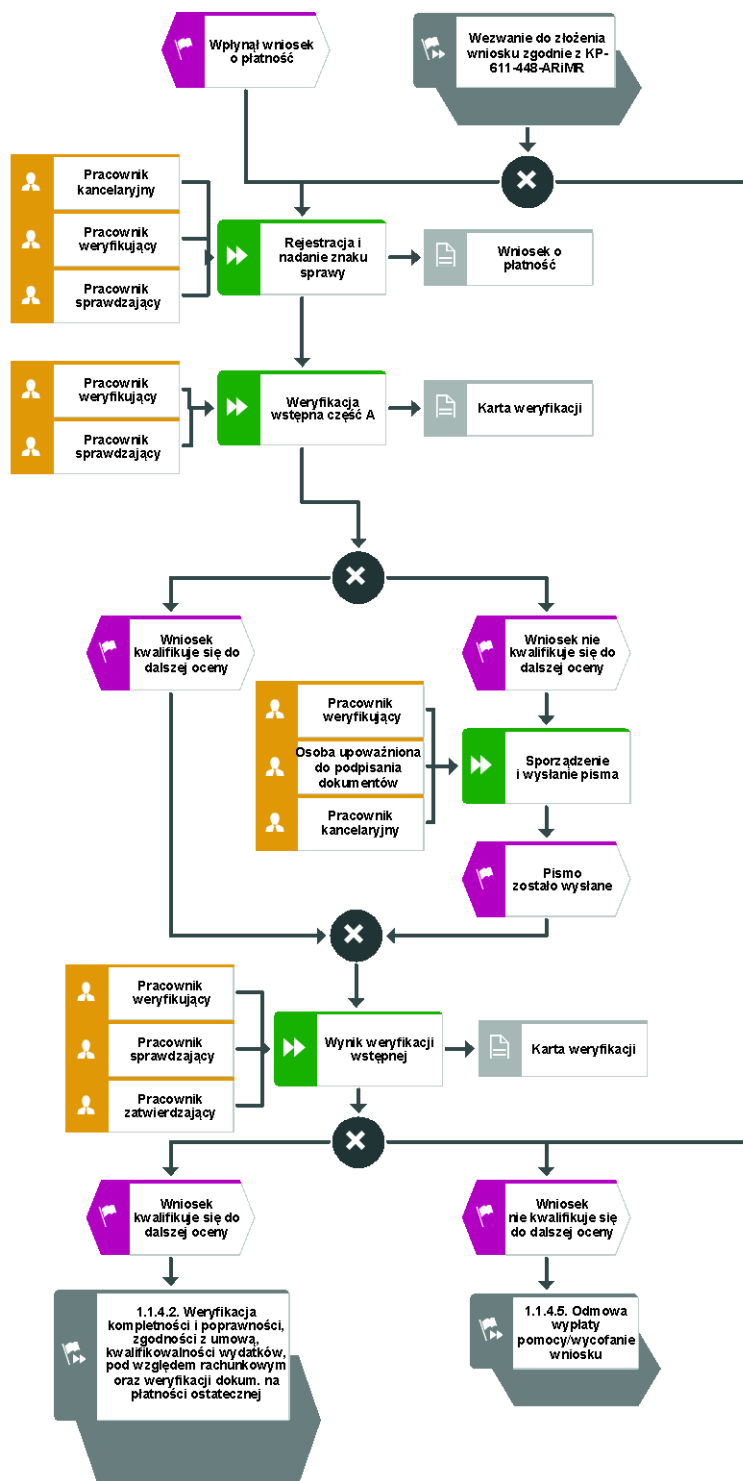 Wpłynął wniosek
o płatność
Wezwanie do złożenia
wniosku zgodnie z KP-
611-448-ARiMR
Pracownik
kancelaryjny
Pracownik
weryfikujący
Pracownik
sprawdzający
Rejestracja i
nadanie znaku
sprawy
Wniosek o
płatność
Pracownik
weryfikujący
Pracownik
sprawdzający
Weryfikacja
wstępna część A
Karta weryfikacji
Wniosek
kwalifikuje się do
dalszej oceny
Wniosek nie
kwalifikuje się do
dalszej oceny
Pracownik
weryfikujący
Osoba upoważniona
do podpisania
dokumentów
Pracownik
kancelaryjny
Sporządzenie
i wysłanie pisma
Pismo
zostało wysłane
Pracownik
weryfikujący
Pracownik
sprawdzający
Pracownik
zatwierdzający
Wynik weryfikacji
wstępnej
Karta weryfikacji
Wniosek
kwalifikuje się do
dalszej oceny
Wniosek
nie kwalifikuje się
do dalszej oceny
1.1.4.2. Weryfikacja
kompletności i poprawności,
zgodności z umową,
kwalifikowalności wydatków,
pod względem rachunkowym
oraz weryfikacji dokum. na
płatności ostatecznej
1.1.4.5. Odmowa
wypłaty
pomocy/wycofanie
wniosku